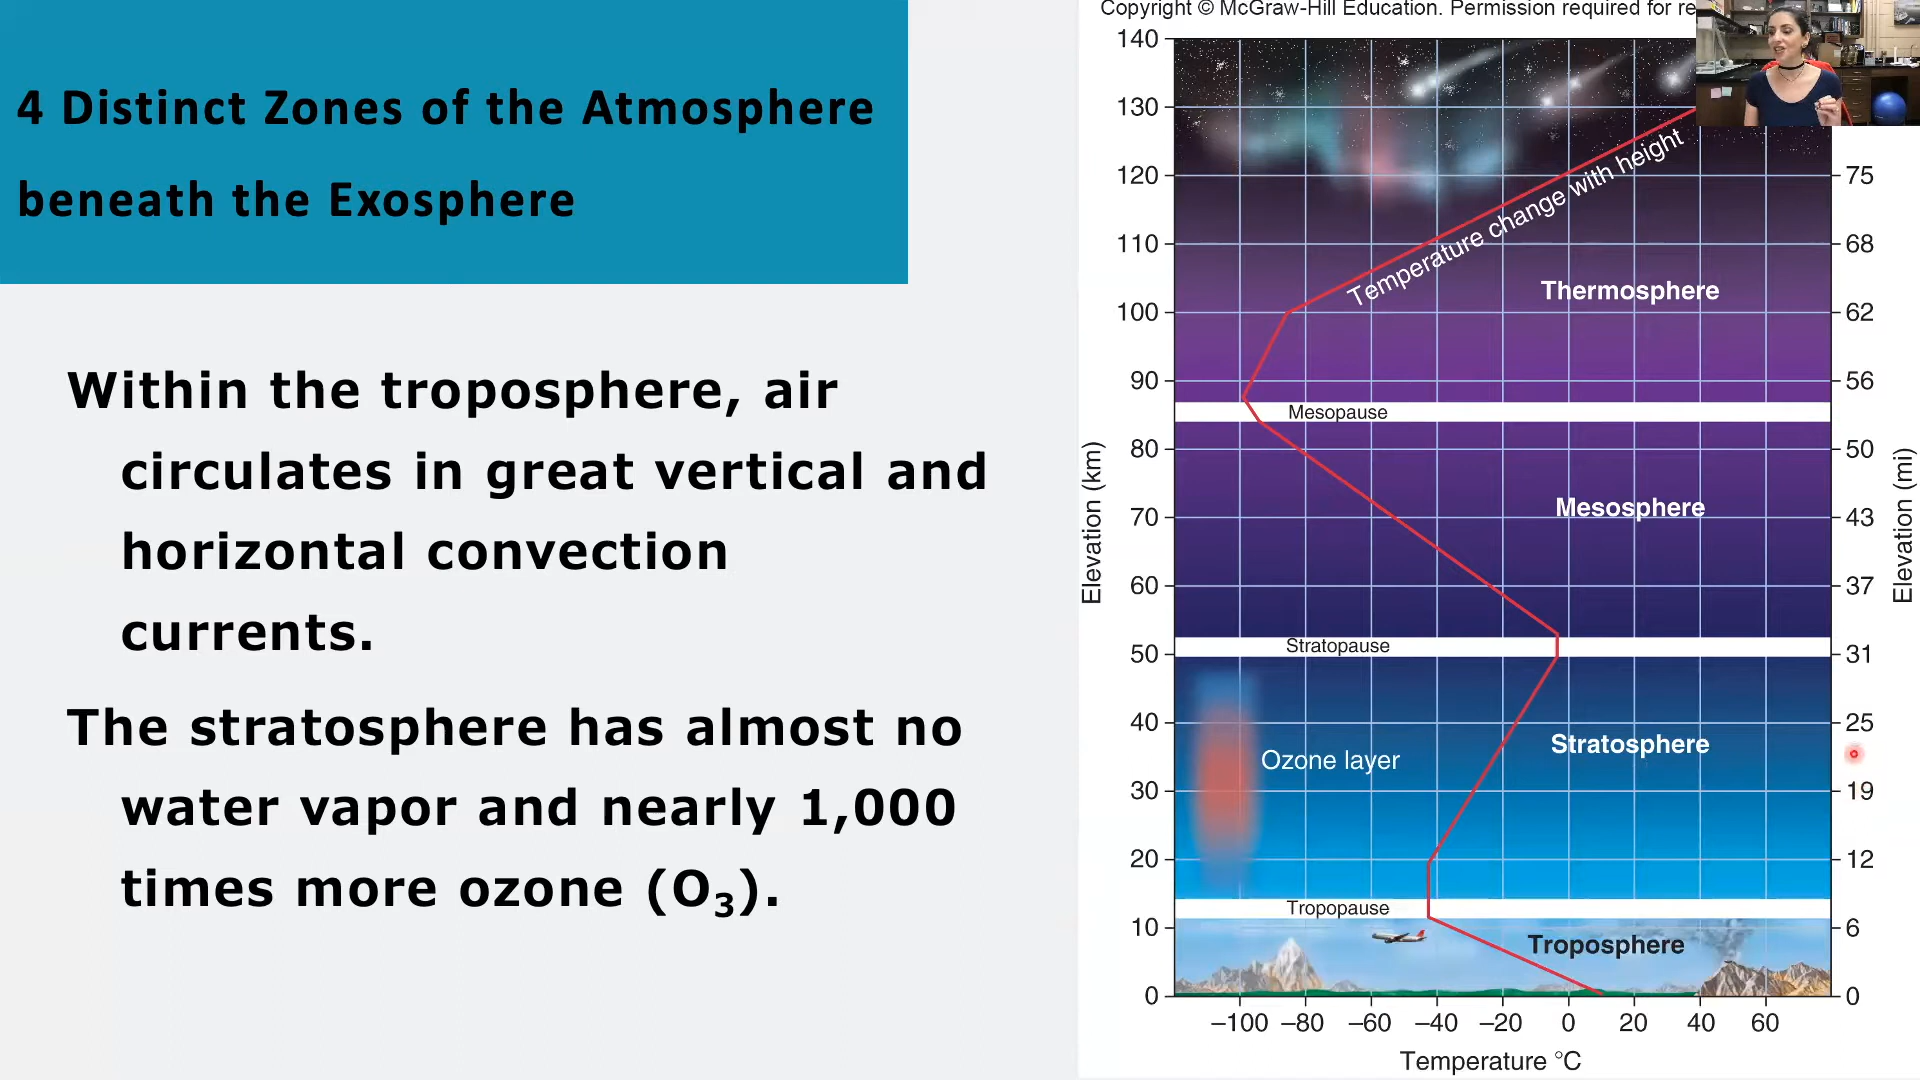 4 Distinct Zones of the Atmosphere
beneath the Exosphere
Within the troposphere, air
circulates in great vertical and
horizontal convection
currents.
The stratosphere has almost no
water vapor and nearly 1,000
times more ozone (O₃).
Copyright © McGraw-Hill Education. Permission required for re
140
130
120
110
100
90
80
70
60
50
40
30
20
10
0
Elevation (km)
Temperature change with height
Thermosphere
Mesopause
Mesosphere
Stratopause
Ozone layer
Stratosphere
Tropopause
Troposphere
75
68
62
56
50
43
37
31
25
19
12
6
0
Elevation (mi)
–100 –80 –60 –40 –20 0 20 40 60
Temperature °C